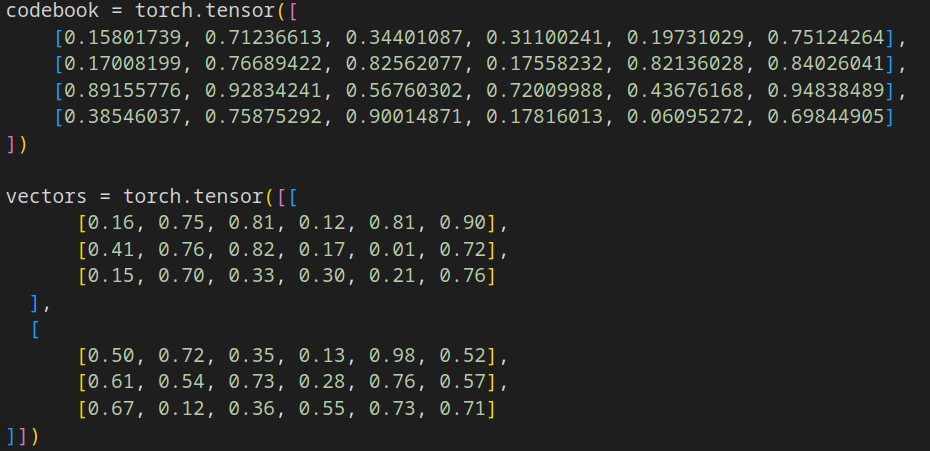 codebook = torch.tensor([
[0.15801739, 0.71236613, 0.34401087, 0.31100241, 0.19731029, 0.75124264],
[0.17008199, 0.76689422, 0.82562077, 0.17558232, 0.82136028, 0.84026041],
[0.89155776, 0.92834241, 0.56760302, 0.72009988, 0.43676168, 0.94838489],
[0.38546037, 0.75875292, 0.90014871, 0.17816013, 0.06095272, 0.69844905]
])
vectors = torch.tensor([[
[0.16, 0.75, 0.81, 0.12, 0.81, 0.90],
[0.41, 0.76, 0.82, 0.17, 0.01, 0.72],
[0.15, 0.70, 0.33, 0.30, 0.21, 0.76]
],
[
[0.50, 0.72, 0.35, 0.13, 0.98, 0.52],
[0.61, 0.54, 0.73, 0.28, 0.76, 0.57],
[0.67, 0.12, 0.36, 0.55, 0.73, 0.71]
]])